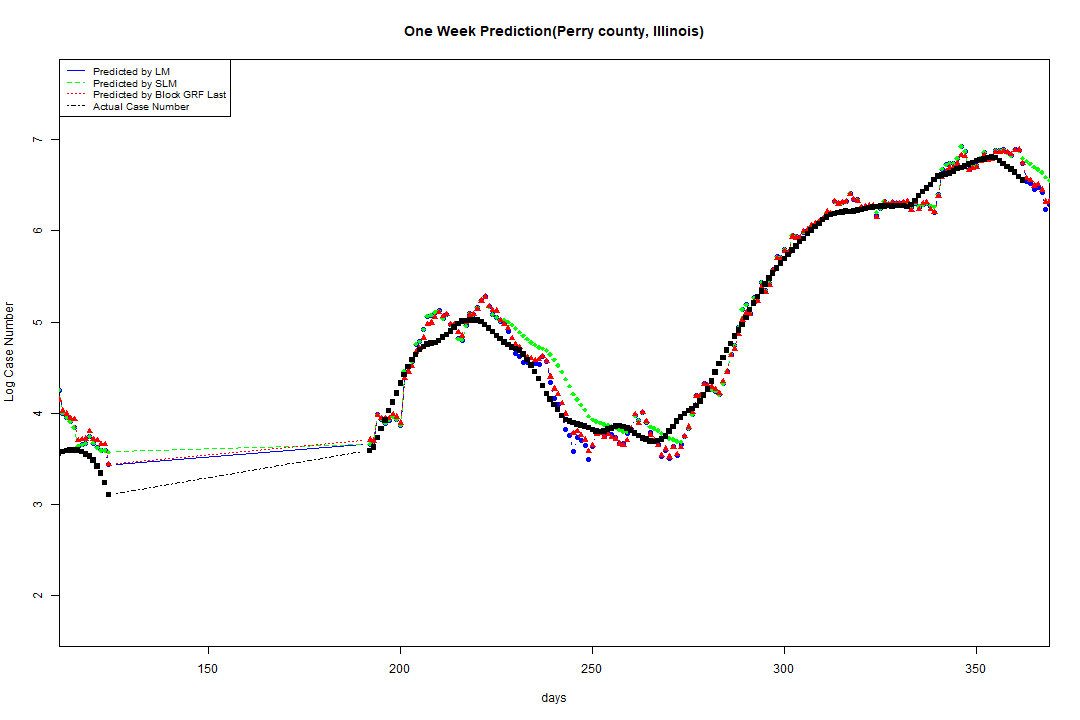 One Week Prediction(Perry county, Illinois)
Predicted by LM
Predicted by SLM
Predicted by Block GRF Last
Actual Case Number
7
6
5
4
3
2
Log Case Number
150 200 250 300 350
days